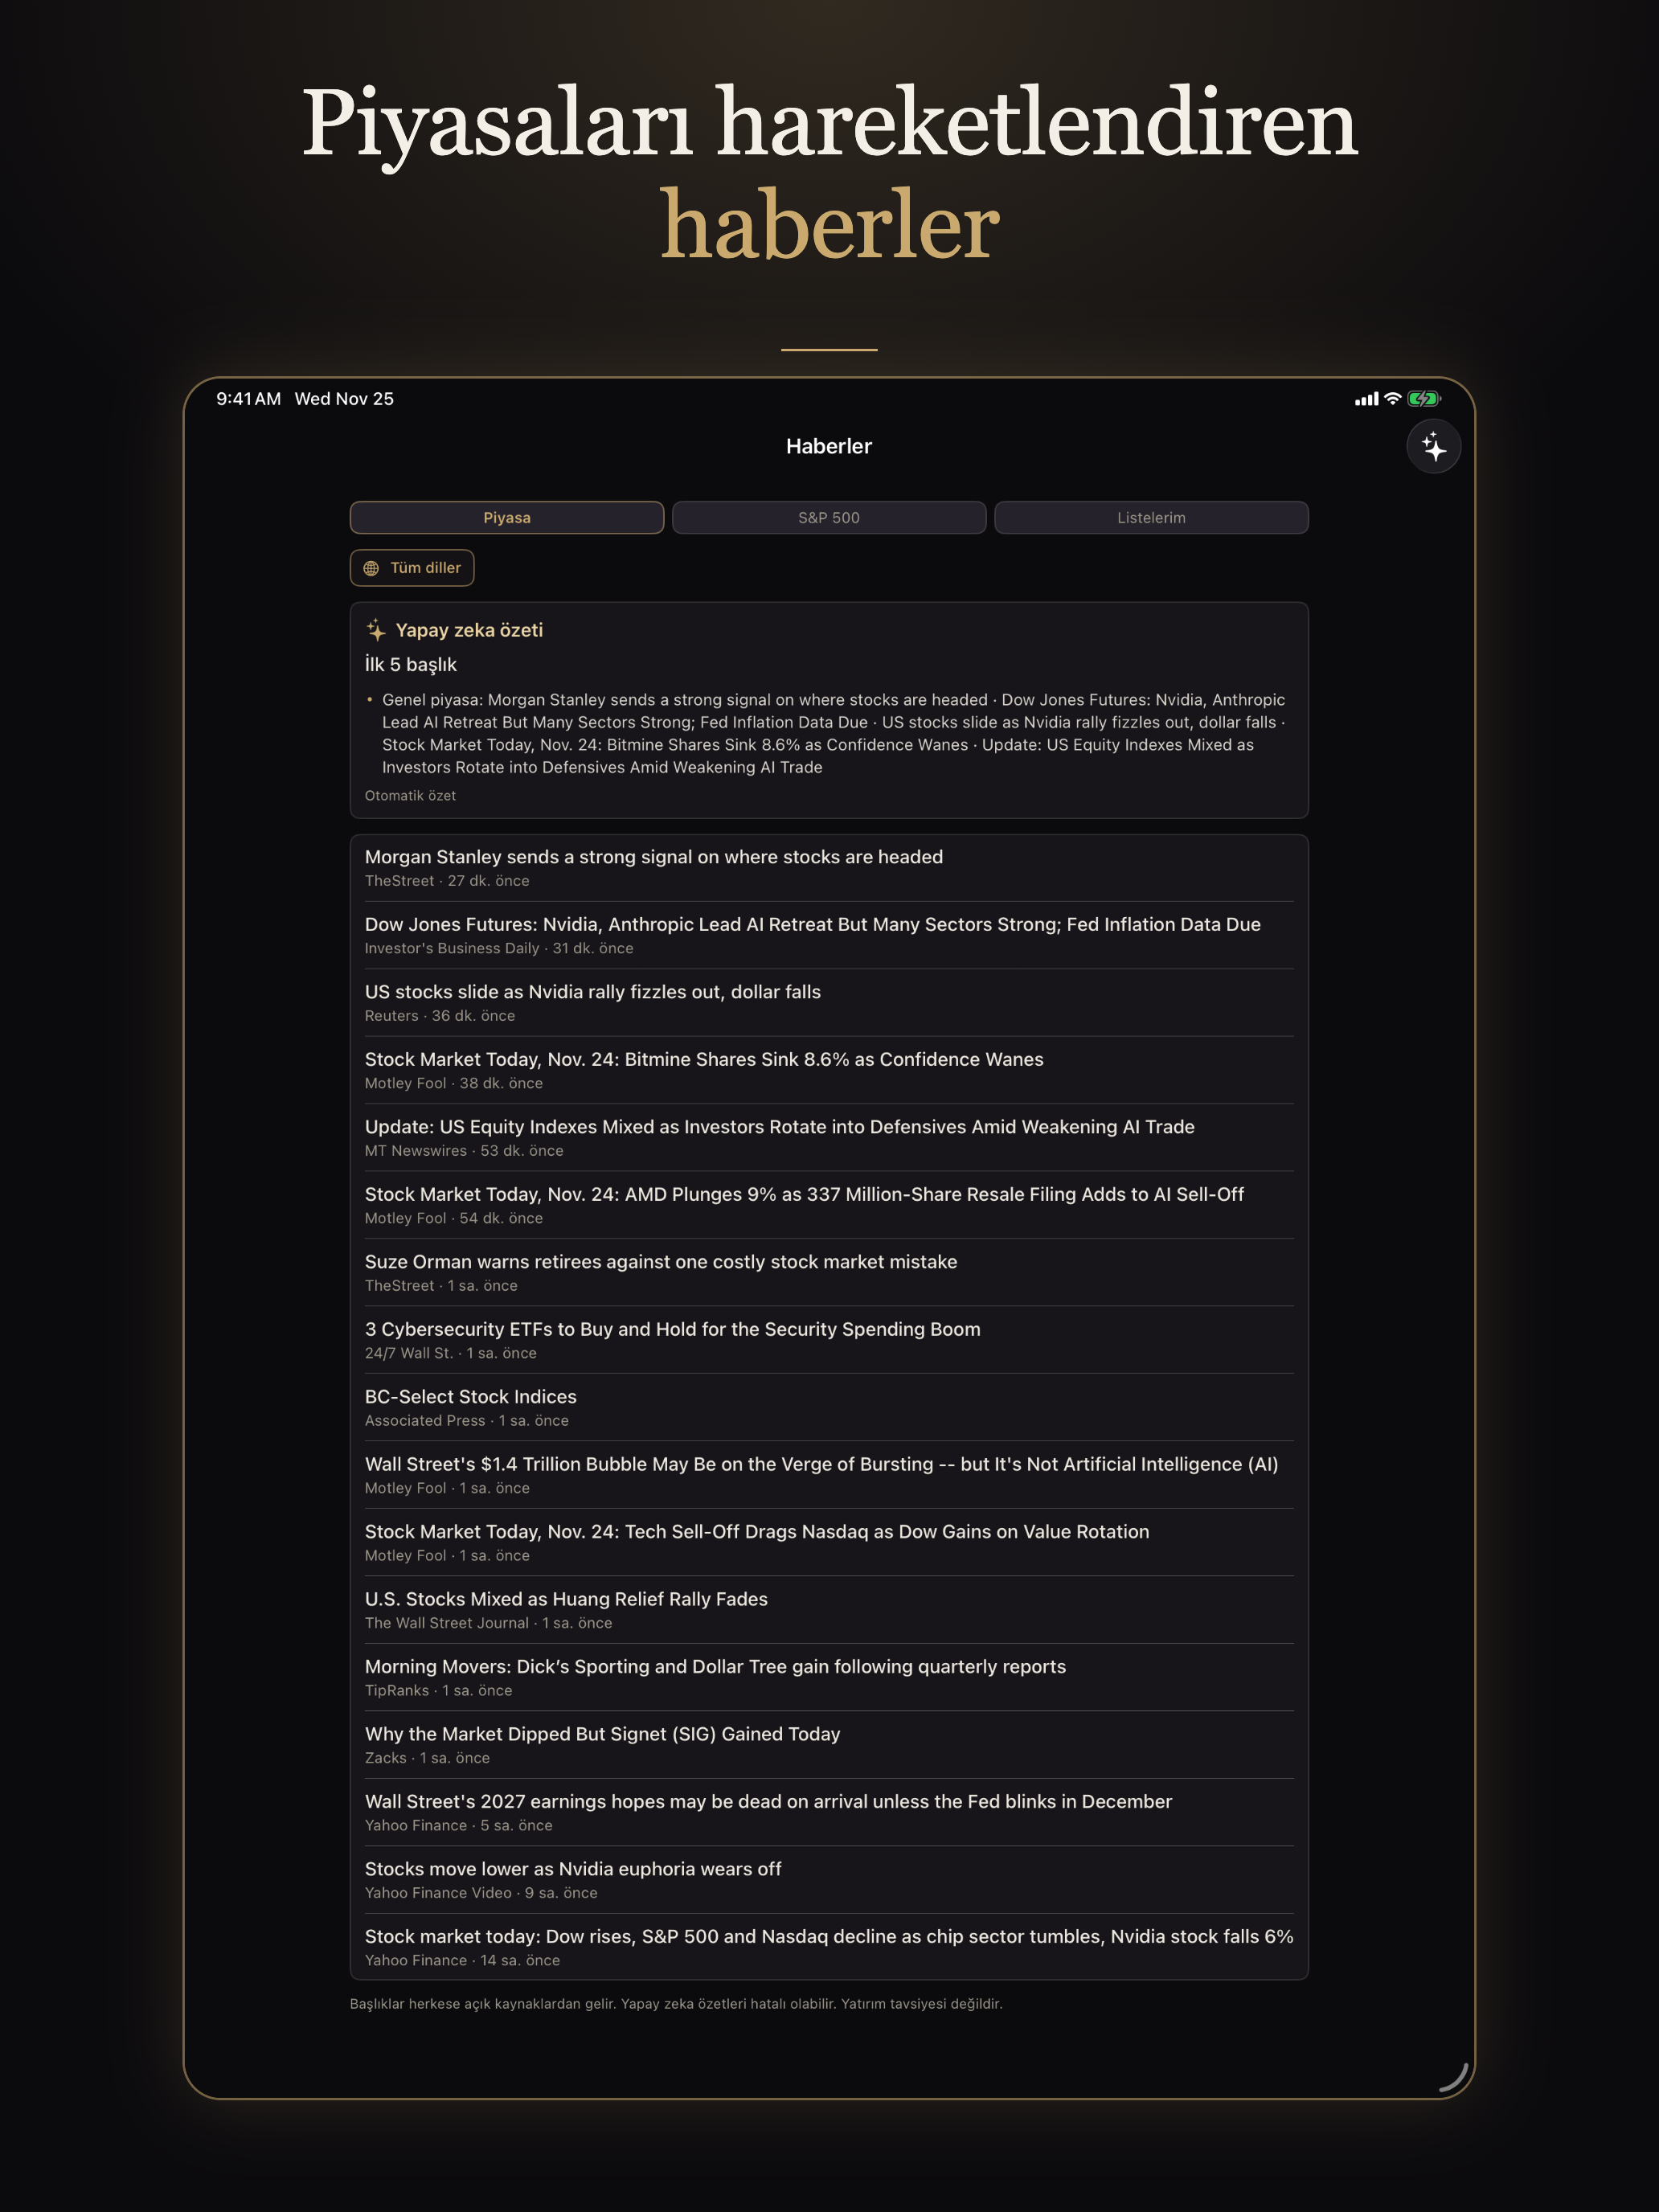 Piyasaları hareketlendiren
haberler
9:41 AM Wed Nov 25
Haberler
Piyasa
S&P 500
Listelerim
Tüm diller
Yapay zeka özeti
İlk 5 başlık
• Genel piyasa: Morgan Stanley sends a strong signal on where stocks are headed · Dow Jones Futures: Nvidia, Anthropic
Lead AI Retreat But Many Sectors Strong; Fed Inflation Data Due · US stocks slide as Nvidia rally fizzles out, dollar falls ·
Stock Market Today, Nov. 24: Bitmine Shares Sink 8.6% as Confidence Wanes · Update: US Equity Indexes Mixed as
Investors Rotate into Defensives Amid Weakening AI Trade
Otomatik özet
Morgan Stanley sends a strong signal on where stocks are headed
TheStreet · 27 dk. önce
Dow Jones Futures: Nvidia, Anthropic Lead AI Retreat But Many Sectors Strong; Fed Inflation Data Due
Investor's Business Daily · 31 dk. önce
US stocks slide as Nvidia rally fizzles out, dollar falls
Reuters · 36 dk. önce
Stock Market Today, Nov. 24: Bitmine Shares Sink 8.6% as Confidence Wanes
Motley Fool · 38 dk. önce
Update: US Equity Indexes Mixed as Investors Rotate into Defensives Amid Weakening AI Trade
MT Newswires · 53 dk. önce
Stock Market Today, Nov. 24: AMD Plunges 9% as 337 Million-Share Resale Filing Adds to AI Sell-Off
Motley Fool · 54 dk. önce
Suze Orman warns retirees against one costly stock market mistake
TheStreet · 1 sa. önce
3 Cybersecurity ETFs to Buy and Hold for the Security Spending Boom
24/7 Wall St. · 1 sa. önce
BC-Select Stock Indices
Associated Press · 1 sa. önce
Wall Street's $1.4 Trillion Bubble May Be on the Verge of Bursting -- but It's Not Artificial Intelligence (AI)
Motley Fool · 1 sa. önce
Stock Market Today, Nov. 24: Tech Sell-Off Drags Nasdaq as Dow Gains on Value Rotation
Motley Fool · 1 sa. önce
U.S. Stocks Mixed as Huang Relief Rally Fades
The Wall Street Journal · 1 sa. önce
Morning Movers: Dick’s Sporting and Dollar Tree gain following quarterly reports
TipRanks · 1 sa. önce
Why the Market Dipped But Signet (SIG) Gained Today
Zacks · 1 sa. önce
Wall Street's 2027 earnings hopes may be dead on arrival unless the Fed blinks in December
Yahoo Finance · 5 sa. önce
Stocks move lower as Nvidia euphoria wears off
Yahoo Finance Video · 9 sa. önce
Stock market today: Dow rises, S&P 500 and Nasdaq decline as chip sector tumbles, Nvidia stock falls 6%
Yahoo Finance · 14 sa. önce
Başlıklar herkese açık kaynaklardan gelir. Yapay zeka özetleri hatalı olabilir. Yatırım tavsiyesi değildir.